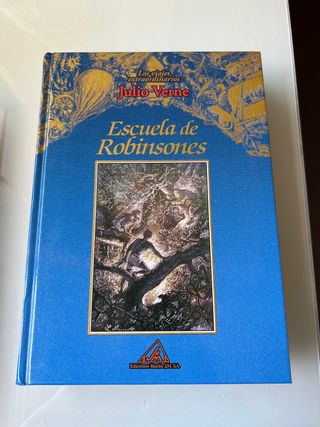 Los viajes
extraordinarios
Julio Verne
Escuela de
Robinsones
Ediciones Rueda J.M. S.A.